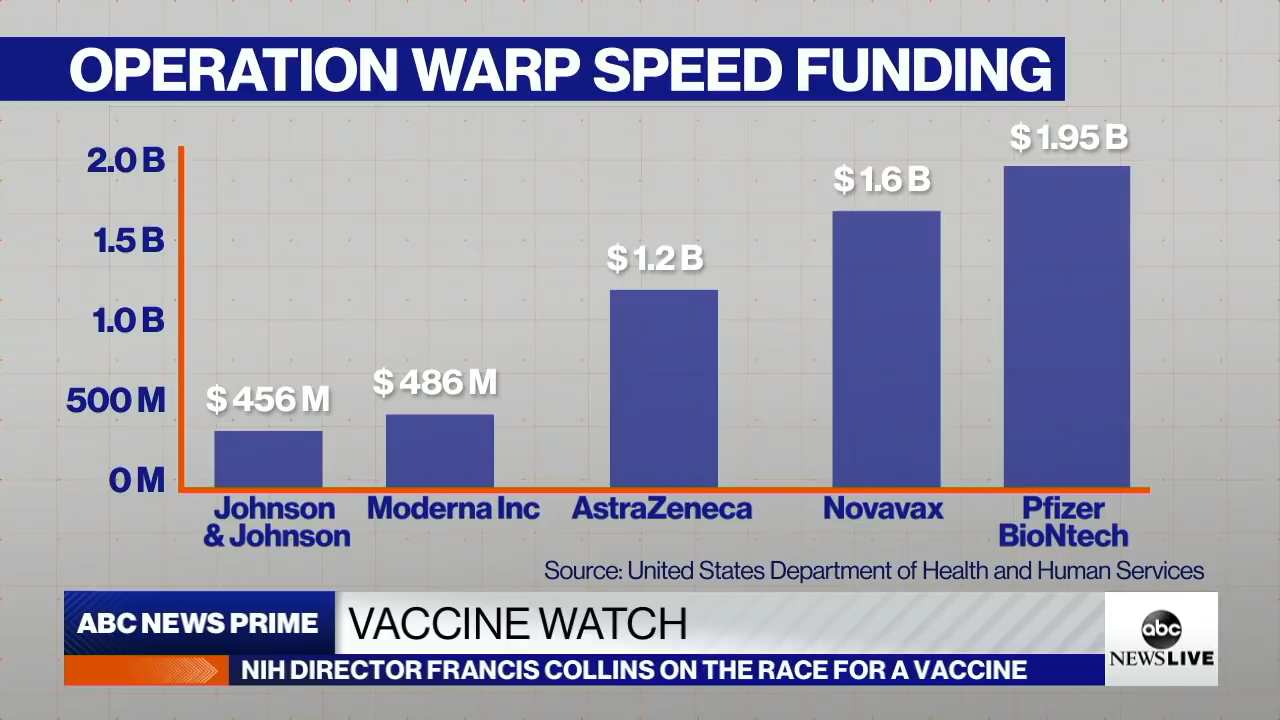 OPERATION WARP SPEED FUNDING
2.0 B
1.5 B
1.0 B
500 M
0 M
$ 456 M
$ 486 M
$ 1.2 B
$ 1.6 B
$ 1.95 B
Johnson
& Johnson
Moderna Inc
AstraZeneca
Novavax
Pfizer
BioNtech
Source: United States Department of Health and Human Services
ABC NEWS PRIME
VACCINE WATCH
NIH DIRECTOR FRANCIS COLLINS ON THE RACE FOR A VACCINE
abc
NEWSLIVE